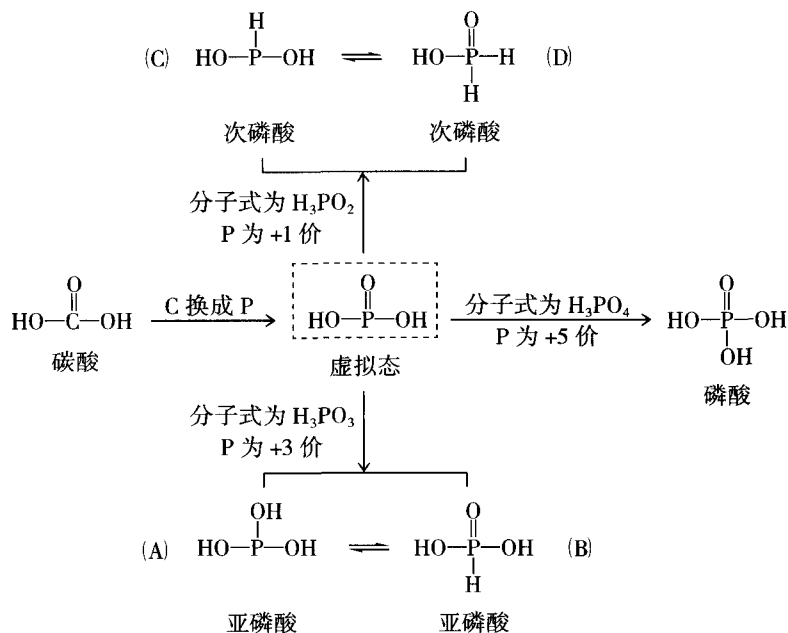 H O
(C) HO—P—OH ⇌ HO—P—H (D)
H
次磷酸 次磷酸
分子式为 H₃PO₂
P 为 +1 价
O O O
HO—C—OH C 换成 P HO—P—OH 分子式为 H₃PO₄ HO—P—OH
碳酸 虚拟态 P 为 +5 价 OH
磷酸
分子式为 H₃PO₃
P 为 +3 价
OH O
(A) HO—P—OH ⇌ HO—P—OH (B)
H
亚磷酸 亚磷酸